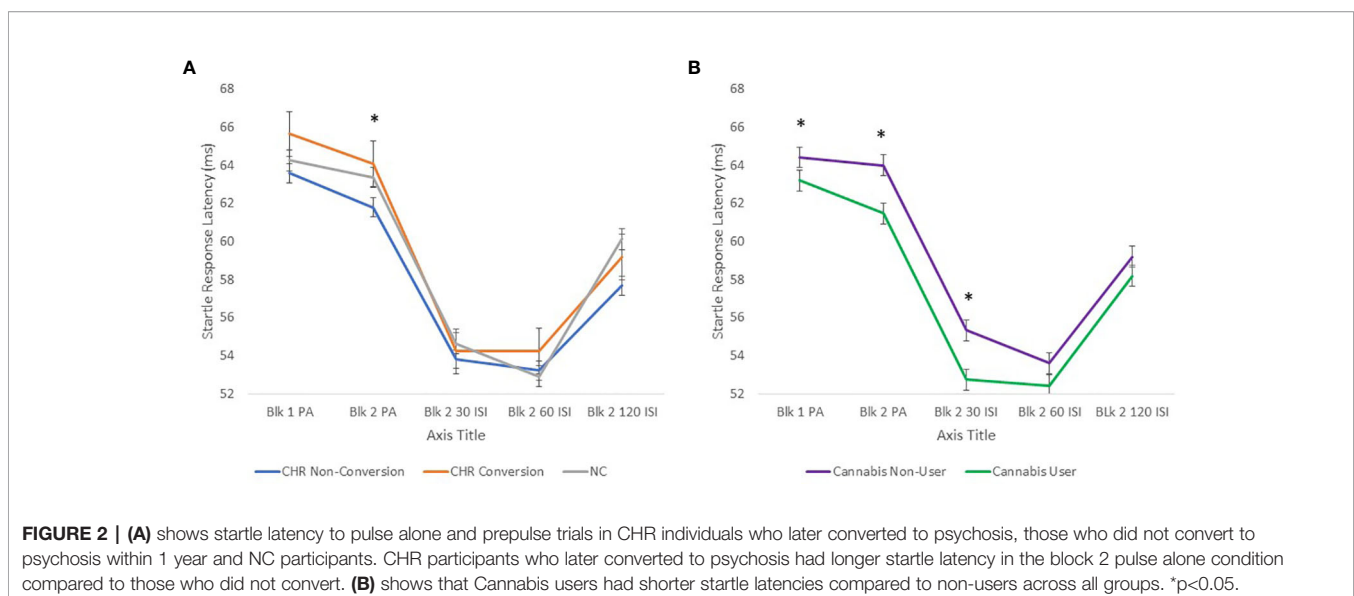 A
68
66
64
62
60
58
56
54
52
Startle Response Latency (ms)
*
Blk 1 PA Blk 2 PA Blk 2 30 ISI Blk 2 60 ISI Blk 2 120 ISI
Axis Title
CHR Non-Conversion CHR Conversion NC
B
68
66
64
62
60
58
56
54
52
Startle Response Latency (ms)
* * *
Blk 1 PA Blk 2 PA Blk 2 30 ISI Blk 2 60 ISI BLk 2 120 ISI
Axis Title
Cannabis Non-User Cannabis User
FIGURE 2 | (A) shows startle latency to pulse alone and prepulse trials in CHR individuals who later converted to psychosis, those who did not convert to
psychosis within 1 year and NC participants. CHR participants who later converted to psychosis had longer startle latency in the block 2 pulse alone condition
compared to those who did not convert. (B) shows that Cannabis users had shorter startle latencies compared to non-users across all groups. *p<0.05.